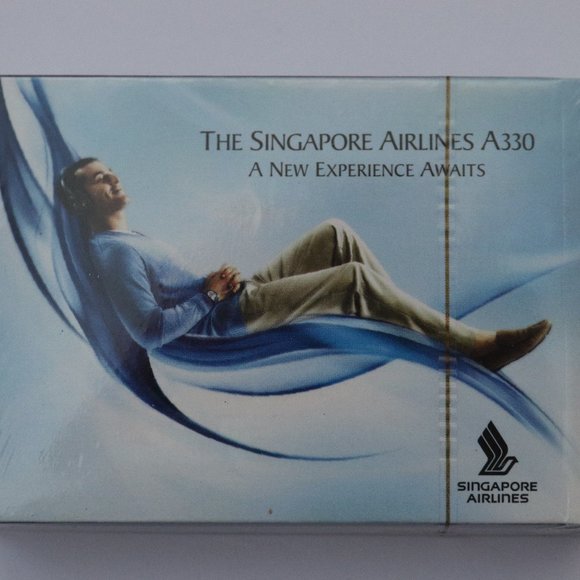 THE SINGAPORE AIRLINES A330
A NEW EXPERIENCE AWAITS
SINGAPORE
AIRLINES